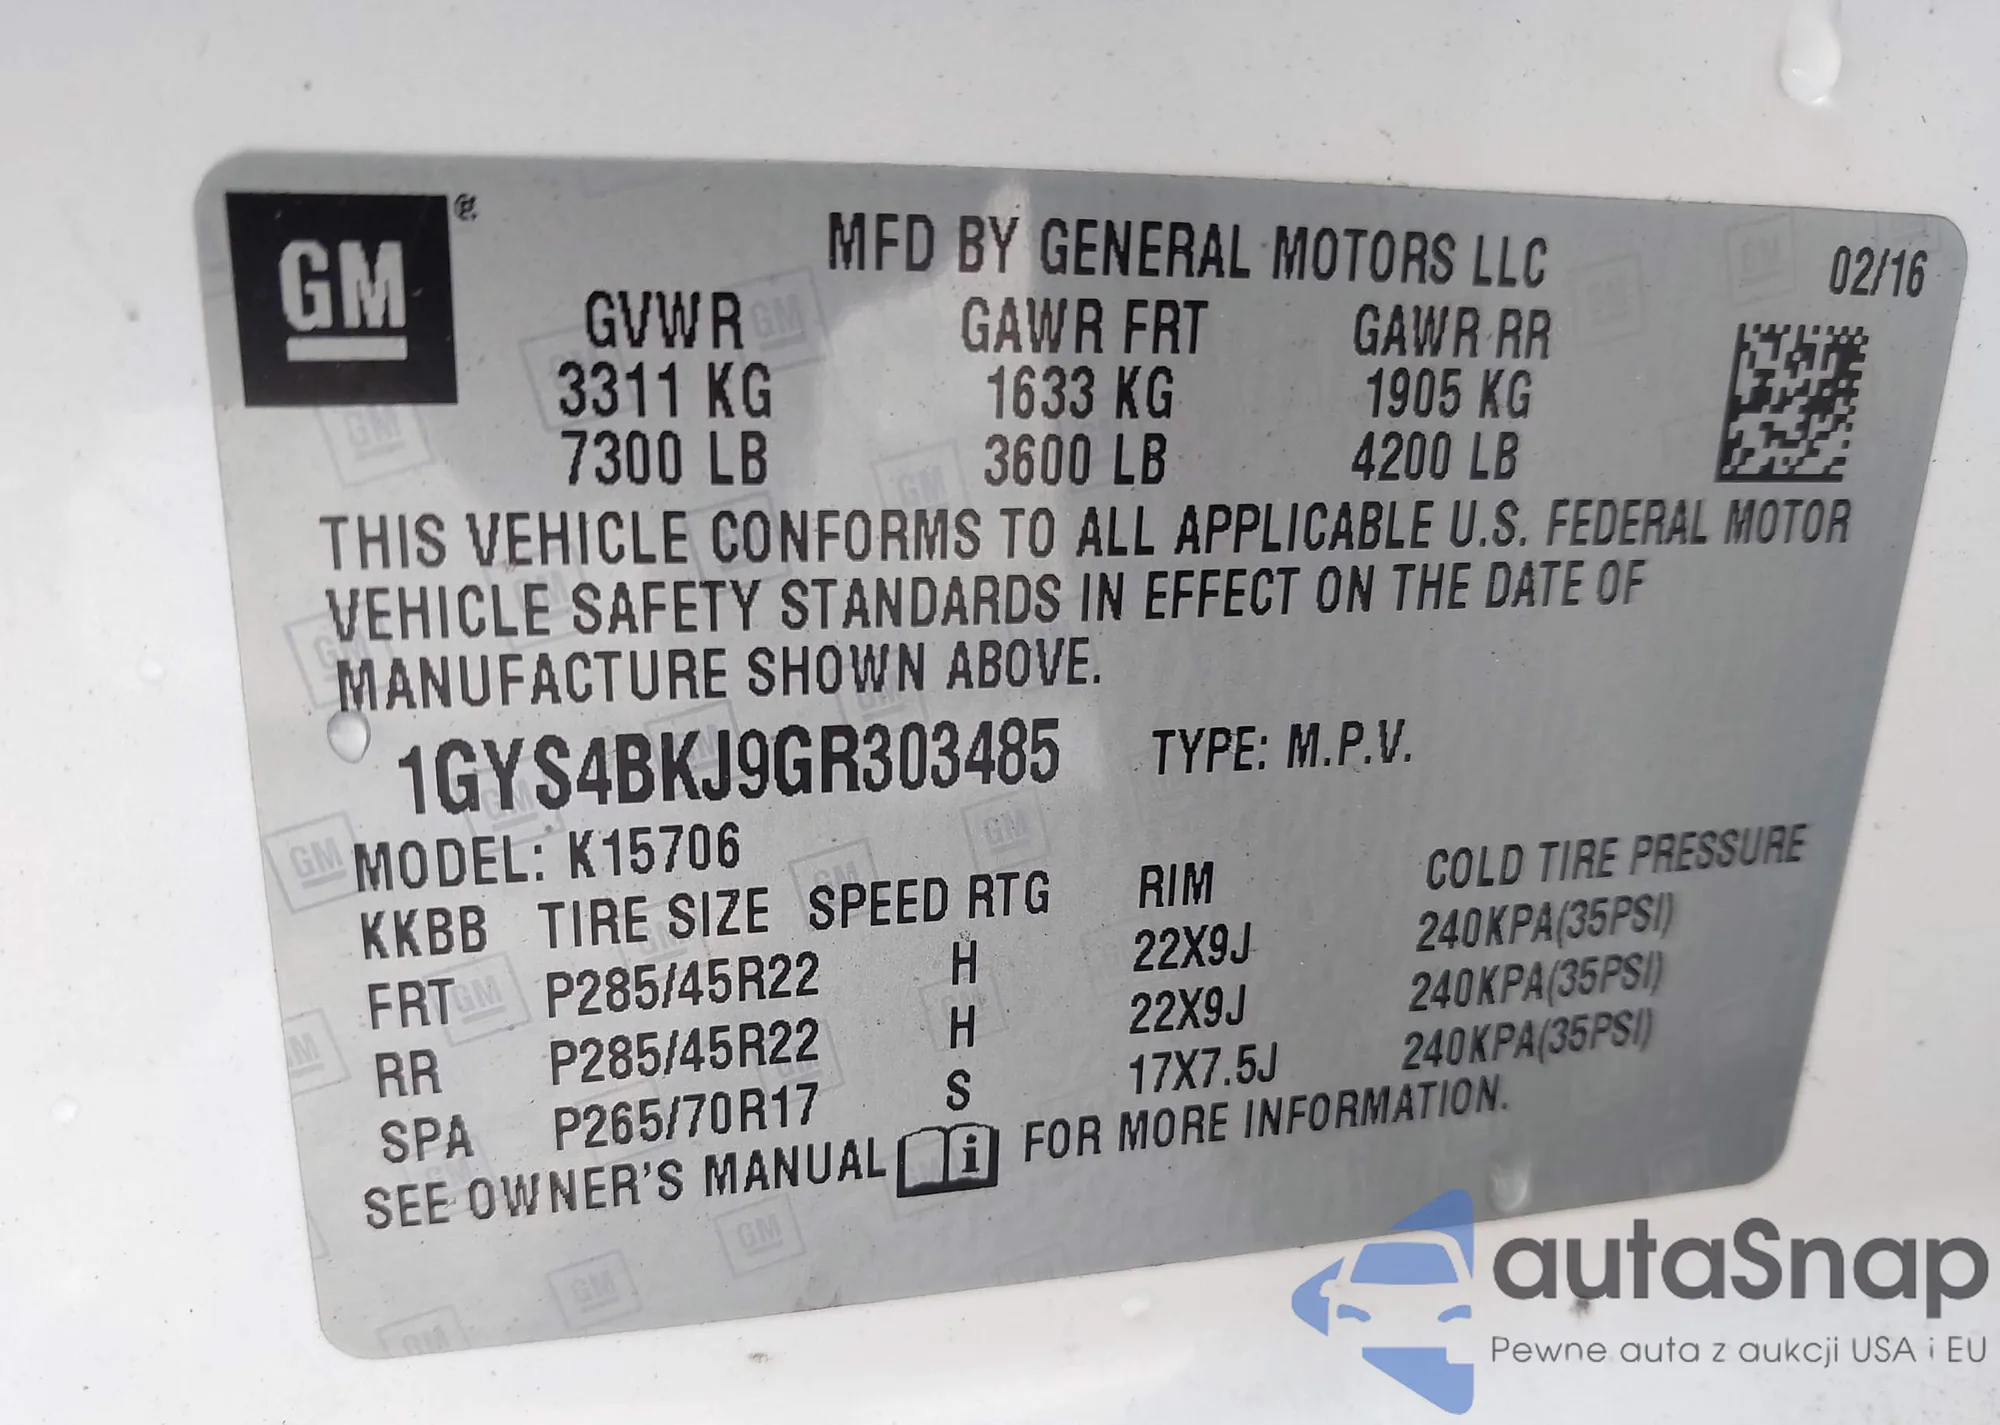 GM
MFD BY GENERAL MOTORS LLC 02/16
GVWR GAWR FRT GAWR RR
3311 KG 1633 KG 1905 KG
7300 LB 3600 LB 4200 LB
THIS VEHICLE CONFORMS TO ALL APPLICABLE U.S. FEDERAL MOTOR
VEHICLE SAFETY STANDARDS IN EFFECT ON THE DATE OF
MANUFACTURE SHOWN ABOVE.
1GYS4BKJ9GR303485 TYPE: M.P.V.
MODEL: K15706
KKBB TIRE SIZE SPEED RTG RIM COLD TIRE PRESSURE
FRT P285/45R22 H 22X9J 240KPA(35PSI)
RR P285/45R22 H 22X9J 240KPA(35PSI)
SPA P265/70R17 S 17X7.5J 240KPA(35PSI)
SEE OWNER'S MANUAL i FOR MORE INFORMATION.
autaSnap
Pewne auta z aukcji USA i EU